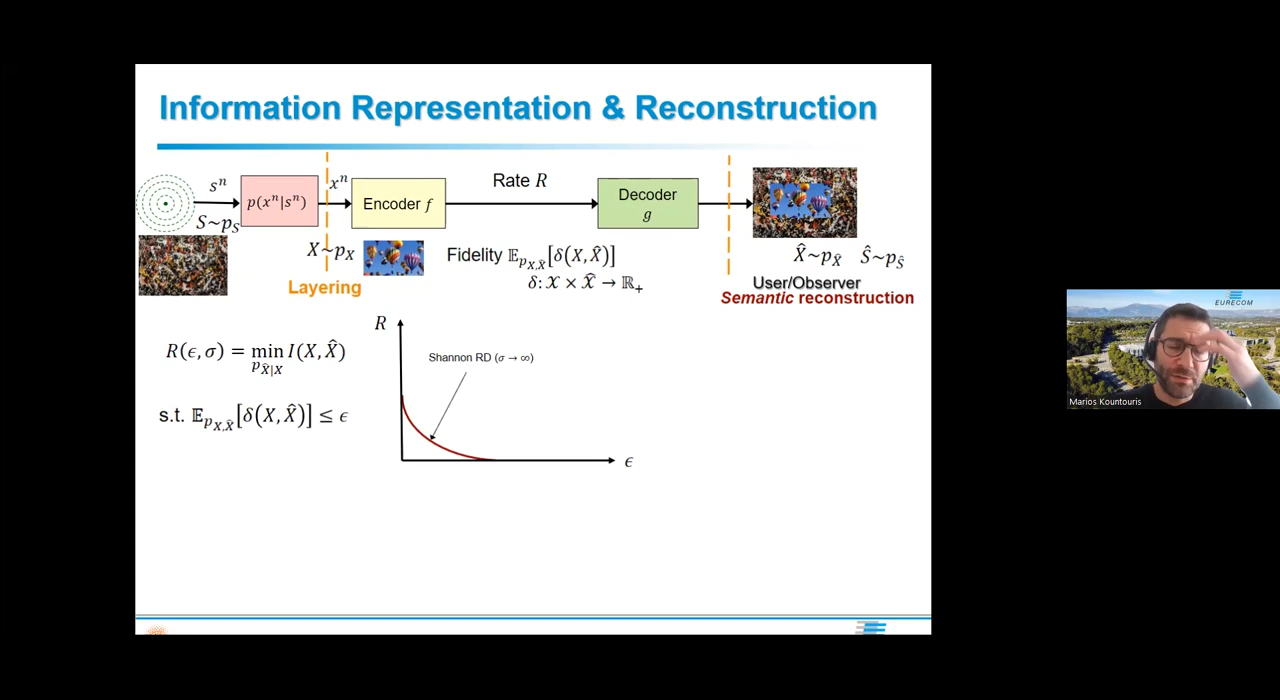 Information Representation & Reconstruction
sⁿ
S~p_S
p(xⁿ|sⁿ)
xⁿ
X~p_X
Layering
Encoder f
Rate R
Fidelity 𝔼_{p_{X,X̂}}[δ(X, X̂)]
δ: 𝒳 × 𝒳̂ → ℝ₊
Decoder
g
X̂~p_X̂ Ŝ~p_Ŝ
User/Observer
Semantic reconstruction
R(ϵ, σ) = min I(X, X̂)
p_{X̂|X}
s.t. 𝔼_{p_{X,X̂}}[δ(X, X̂)] ≤ ϵ
R
Shannon RD (σ → ∞)
ϵ
EURECOM
Marios Kountouris